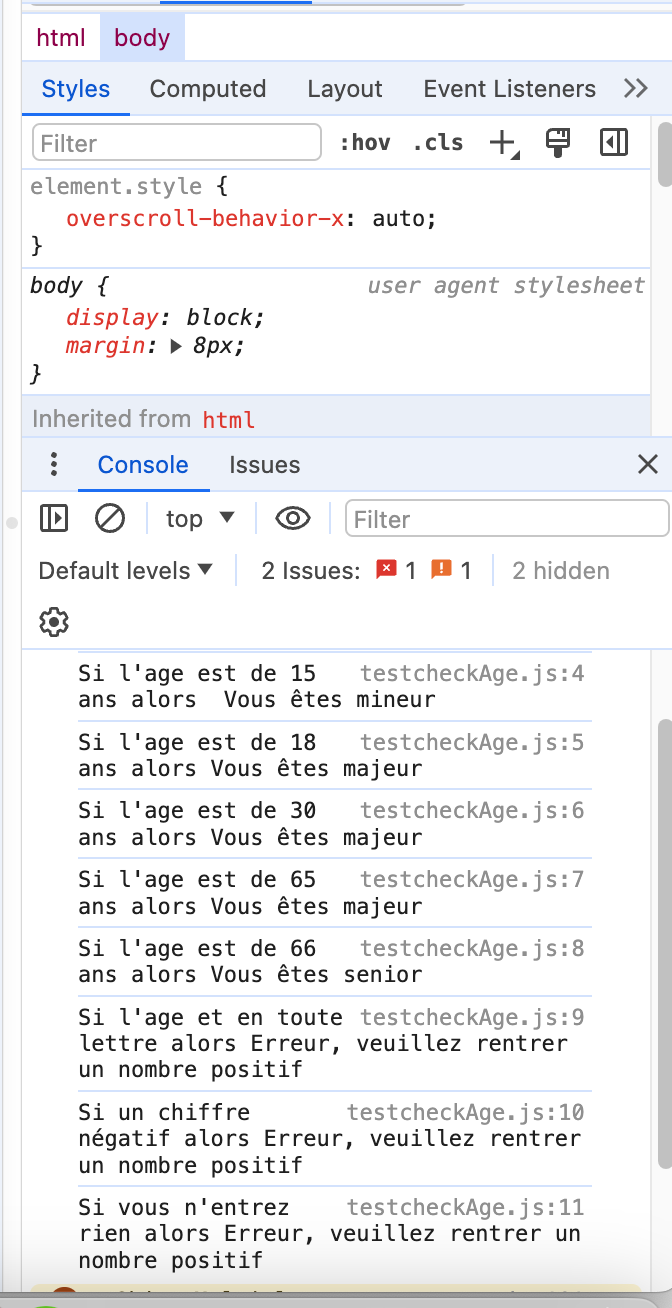 html body
Styles Computed Layout Event Listeners
Filter :hov .cls
element.style {
overscroll-behavior-x: auto;
}
body { user agent stylesheet
display: block;
margin: 8px;
}
Inherited from html
Console Issues
top Filter
Default levels 2 Issues: 1 1 2 hidden
Si l'age est de 15 testcheckAge.js:4
ans alors  Vous êtes mineur
Si l'age est de 18 testcheckAge.js:5
ans alors Vous êtes majeur
Si l'age est de 30 testcheckAge.js:6
ans alors Vous êtes majeur
Si l'age est de 65 testcheckAge.js:7
ans alors Vous êtes majeur
Si l'age est de 66 testcheckAge.js:8
ans alors Vous êtes senior
Si l'age et en toute testcheckAge.js:9
lettre alors Erreur, veuillez rentrer
un nombre positif
Si un chiffre testcheckAge.js:10
négatif alors Erreur, veuillez rentrer
un nombre positif
Si vous n'entrez testcheckAge.js:11
rien alors Erreur, veuillez rentrer un
nombre positif